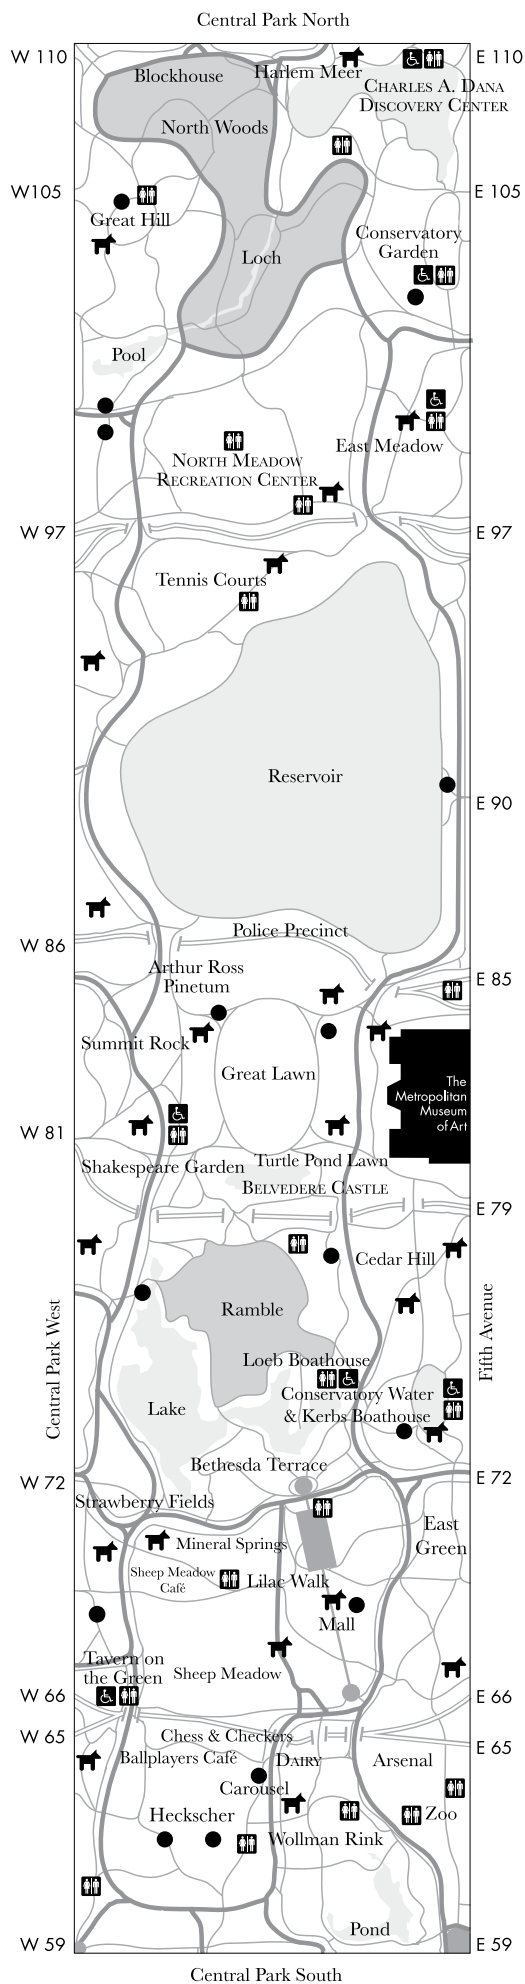 Central Park North
W 110
E 110
Blockhouse
Harlem Meer
CHARLES A. DANA
DISCOVERY CENTER
North Woods
W105
E 105
Great Hill
Conservatory
Garden
Loch
Pool
East Meadow
NORTH MEADOW
RECREATION CENTER
W 97
E 97
Tennis Courts
Reservoir
E 90
Police Precinct
W 86
Arthur Ross
Pinetum
E 85
Summit Rock
Great Lawn
The
Metropolitan
Museum
of Art
W 81
Turtle Pond Lawn
Shakespeare Garden
BELVEDERE CASTLE
E 79
Cedar Hill
Ramble
Central Park West
Fifth Avenue
Loeb Boathouse
Conservatory Water
& Kerbs Boathouse
Lake
Bethesda Terrace
W 72
E 72
Strawberry Fields
East
Green
Mineral Springs
Sheep Meadow
Café
Lilac Walk
Mall
Tavern on
the Green
Sheep Meadow
W 66
E 66
W 65
E 65
Chess & Checkers
Ballplayers Café
DAIRY
Arsenal
Carousel
Heckscher
Zoo
Wollman Rink
Pond
W 59
E 59
Central Park South